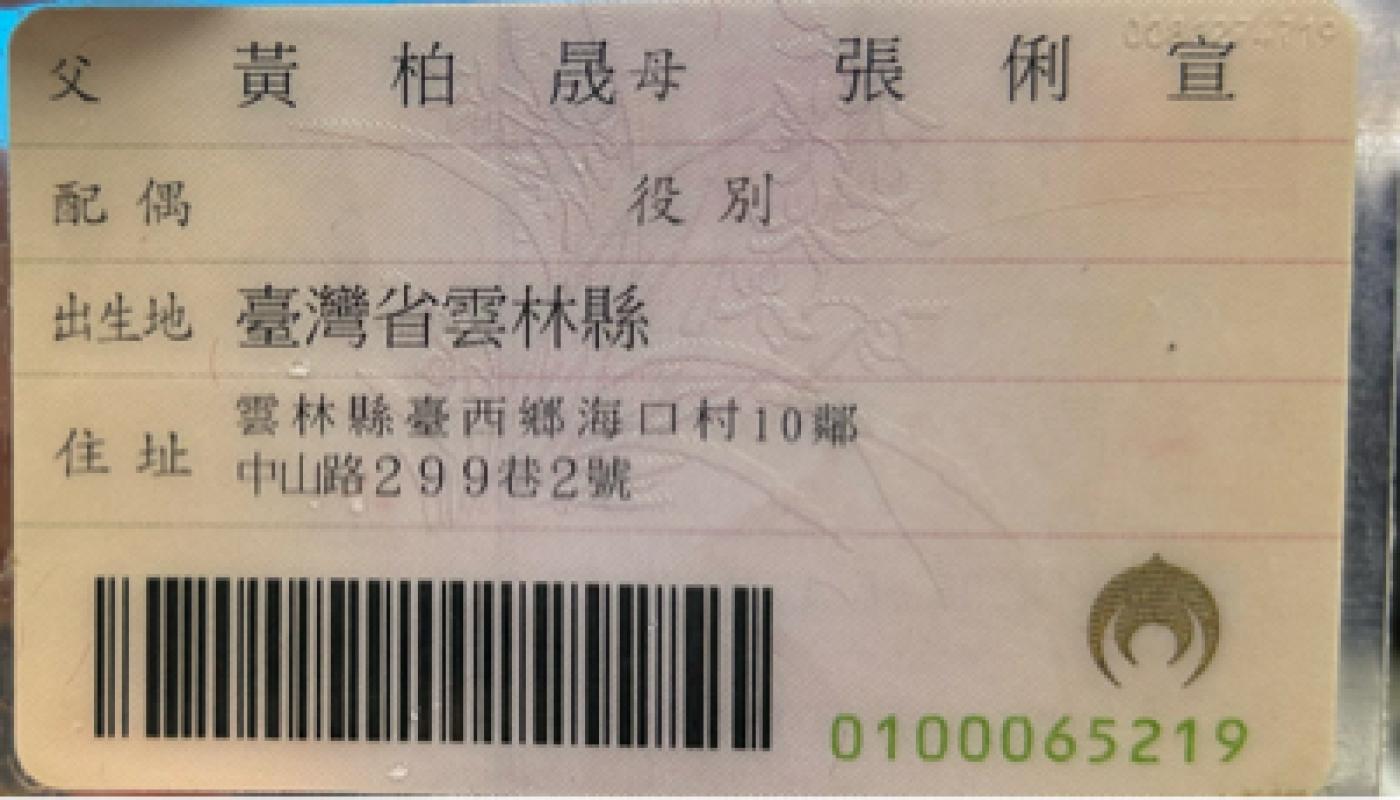 父 黃柏晟 母 張俐宣
配偶 役別
出生地 臺灣省雲林縣
住址 雲林縣臺西鄉海口村10鄰
中山路299巷2號
0100065219